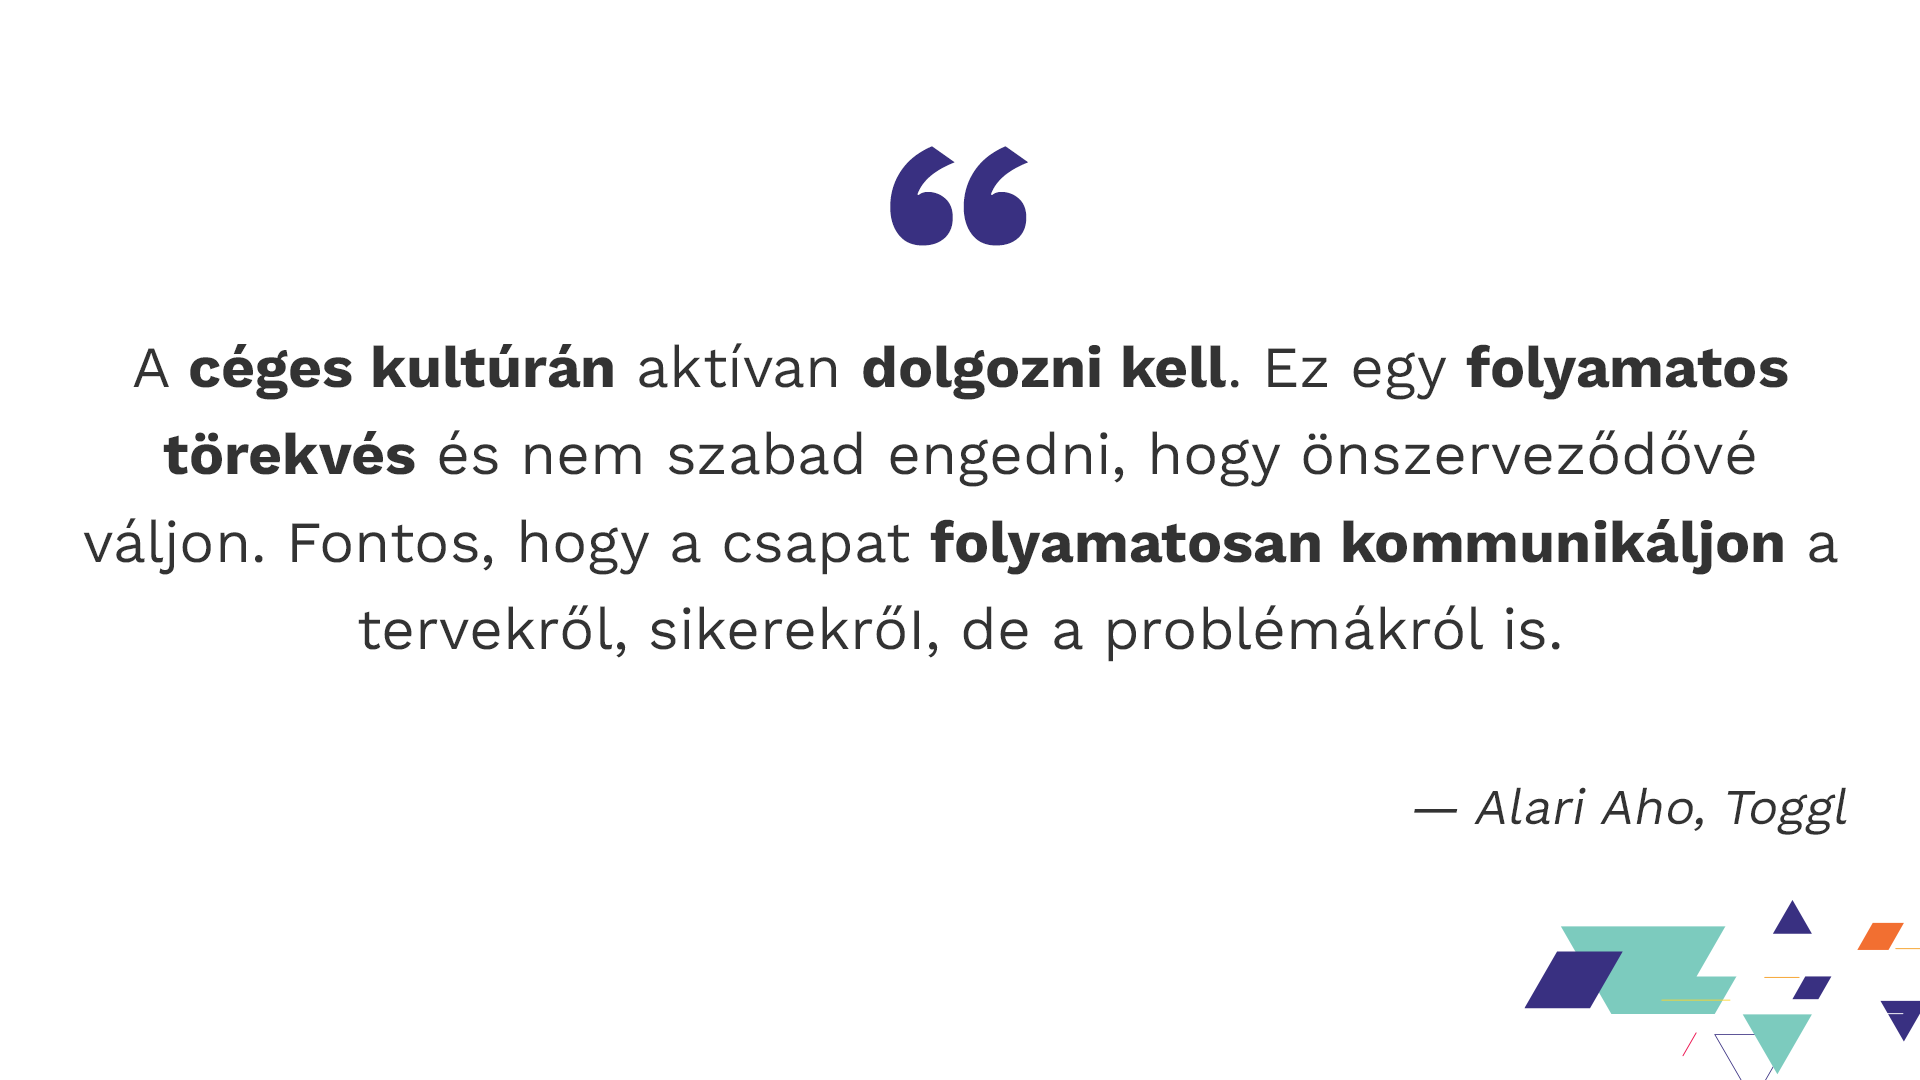 “
A céges kultúrán aktívan dolgozni kell. Ez egy folyamatos
törekvés és nem szabad engedni, hogy önszerveződővé
váljon. Fontos, hogy a csapat folyamatosan kommunikáljon a
tervekről, sikerekről, de a problémákról is.
— Alari Aho, Toggl